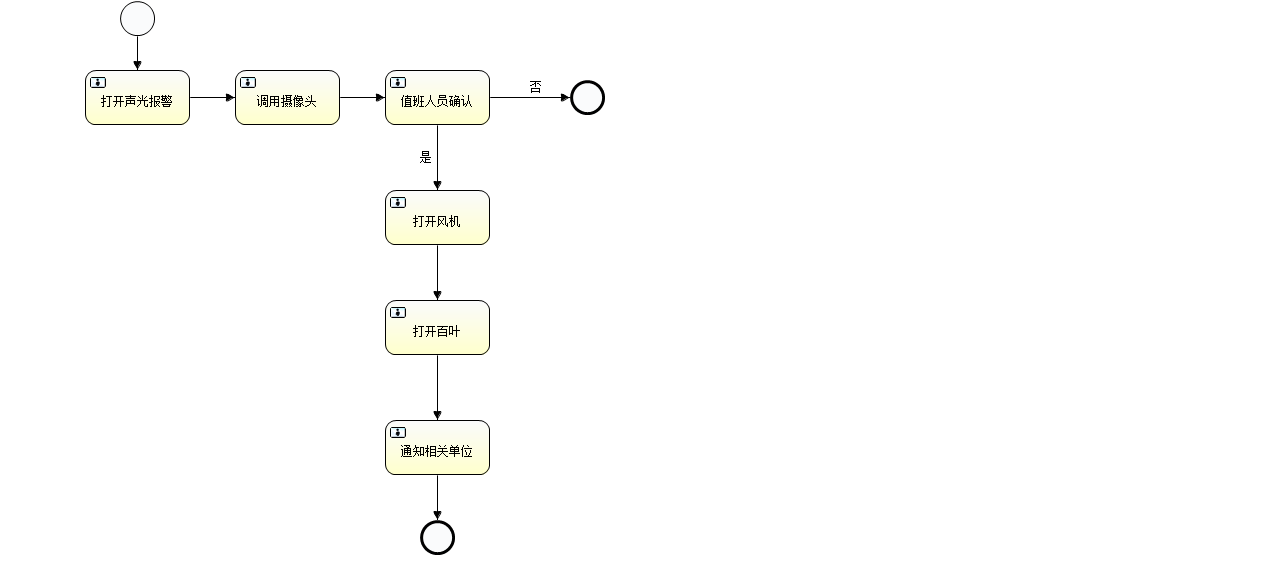 打开声光报警
调用摄像头
值班人员确认
否
是
打开风机
打开百叶
通知相关单位